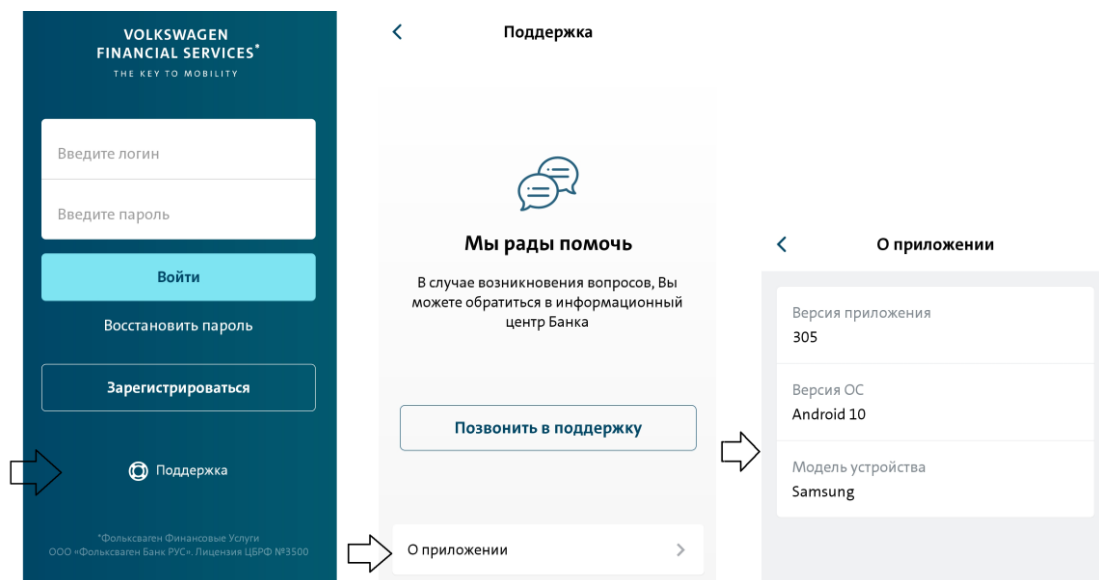 VOLKSWAGEN
FINANCIAL SERVICES*
THE KEY TO MOBILITY
Введите логин
Введите пароль
Войти
Восстановить пароль
Зарегистрироваться
Поддержка
*Фольксваген Финансовые Услуги
ООО «Фольксваген Банк РУС». Лицензия ЦБРФ №3500
Поддержка
Мы рады помочь
В случае возникновения вопросов, Вы
можете обратиться в информационный
центр Банка
Позвонить в поддержку
О приложении
О приложении
Версия приложения
305
Версия ОС
Android 10
Модель устройства
Samsung